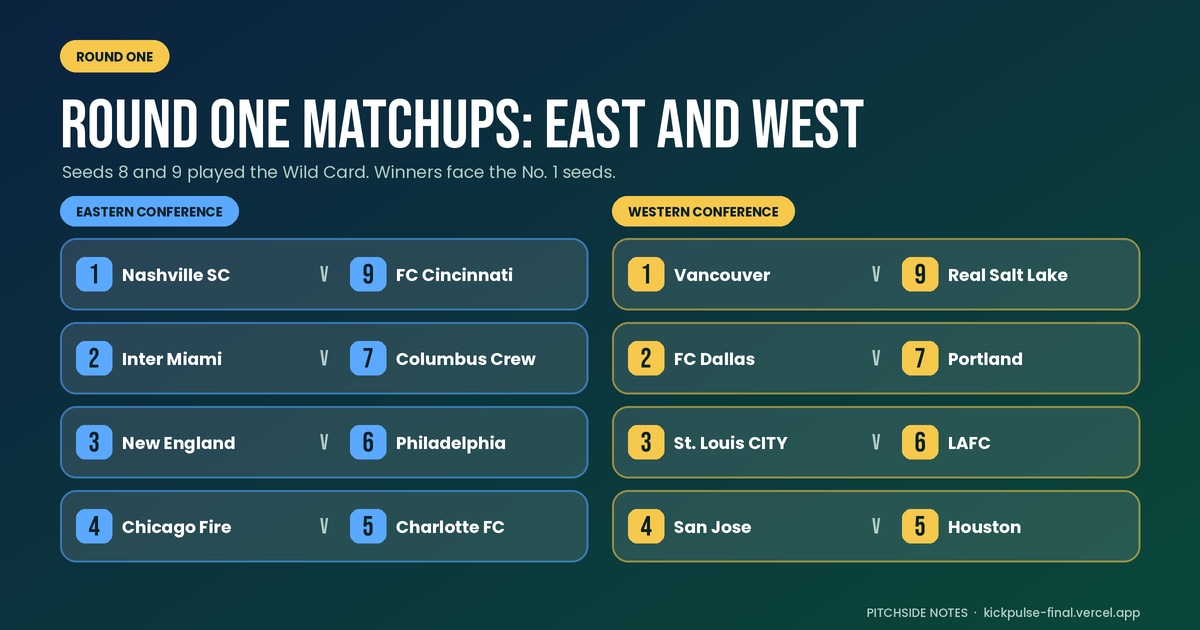 ROUND ONE
ROUND ONE MATCHUPS: EAST AND WEST
Seeds 8 and 9 played the Wild Card. Winners face the No. 1 seeds.
EASTERN CONFERENCE
1 Nashville SC V 9 FC Cincinnati
2 Inter Miami V 7 Columbus Crew
3 New England V 6 Philadelphia
4 Chicago Fire V 5 Charlotte FC
WESTERN CONFERENCE
1 Vancouver V 9 Real Salt Lake
2 FC Dallas V 7 Portland
3 St. Louis CITY V 6 LAFC
4 San Jose V 5 Houston
PITCHSIDE NOTES · kickpulse-final.vercel.app